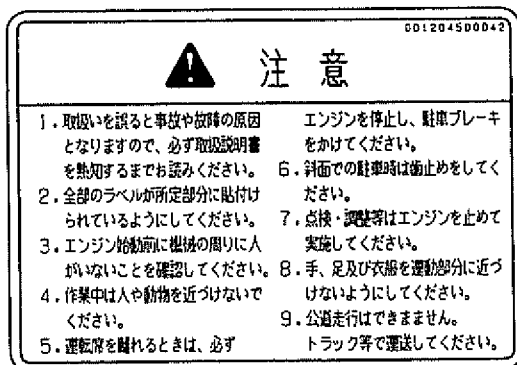 GD1204500042
注意
1．取扱いを誤ると事故や故障の原因
となりますので、必ず取扱説明書
を熟知するまでお読みください。
2．全部のラベルが所定部分に貼付け
られているようにしてください。
3．エンジン始動前に機械の周りに人
がいないことを確認してください。
4．作業中は人や動物を近づけないで
ください。
5．運転席を離れるときは、必ず
エンジンを停止し、駐車ブレーキ
をかけてください。
6．斜面での駐車時は歯止めをしてく
ださい。
7．点検・調整等はエンジンを止めて
実施してください。
8．手、足及び衣服を運動部分に近づ
けないようにしてください。
9．公道走行はできません。
トラック等で運送してください。